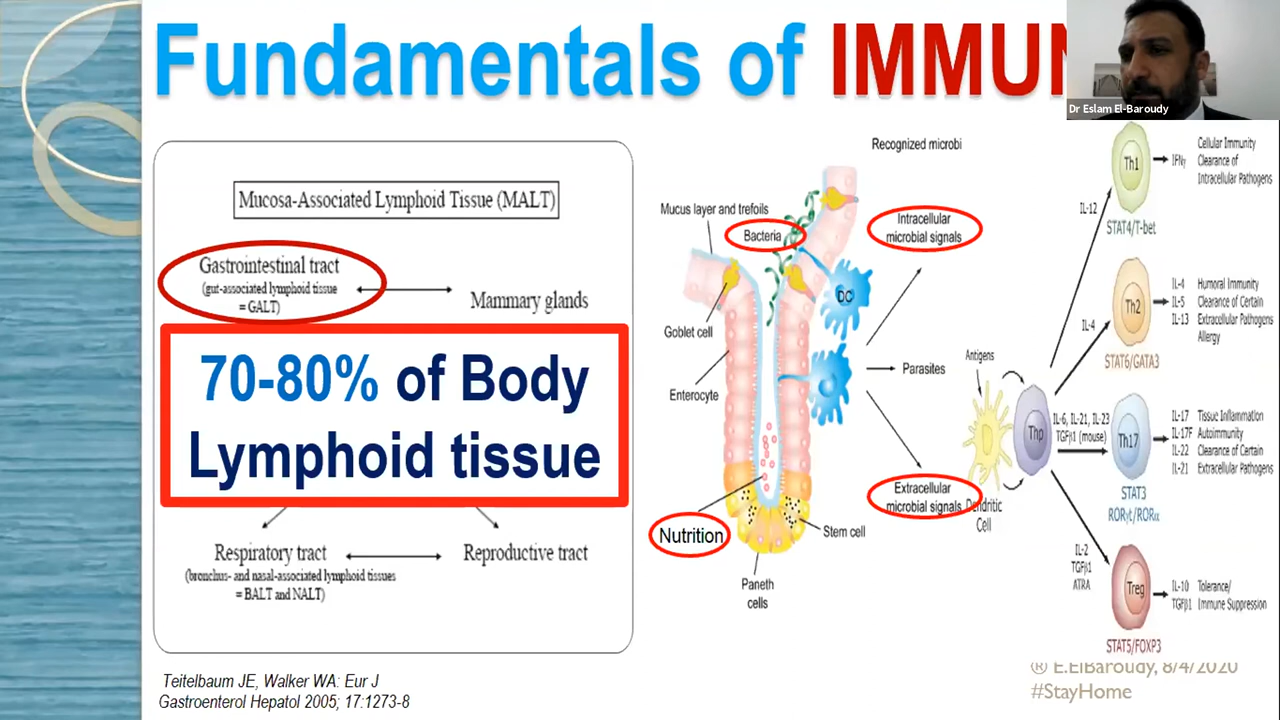 Fundamentals of IMMUN
Dr Eslam El-Baroudy
Mucosa-Associated Lymphoid Tissue (MALT)
Gastrointestinal tract
(gut-associated lymphoid tissue
= GALT)
Mammary glands
70-80% of Body
Lymphoid tissue
Respiratory tract
(bronchus- and nasal-associated lymphoid tissues
= BALT and NALT)
Reproductive tract
Teitelbaum JE, Walker WA: Eur J
Gastroenterol Hepatol 2005; 17:1273-8
Recognized microbi
Mucus layer and trefoils
Bacteria
Intracellular
microbial signals
DC
Goblet cell
Parasites
Enterocyte
Extracellular
microbial signals
Nutrition
Stem cell
Paneth
cells
Antigens
Dendritic
Cell
Thp
IL-12
Th1
IFNγ
Cellular Immunity
Clearance of
Intracellular Pathogens
STAT4/T-bet
IL-4
Th2
IL-4
IL-5
IL-13
Humoral Immunity
Clearance of Certain
Extracellular Pathogens
Allergy
STAT6/GATA3
IL-6, IL-21, IL-23
TGFβ1 (mouse)
Th17
IL-17
IL-17F
IL-22
IL-21
Tissue Inflammation
Autoimmunity
Clearance of Certain
Extracellular Pathogens
STAT3
RORγt/RORα
IL-2
TGFβ1
ATRA
Treg
IL-10
TGFβ1
Tolerance/
Immune Suppression
STAT5/FOXP3
® E.ElBaroudy, 8/4/2020
#StayHome